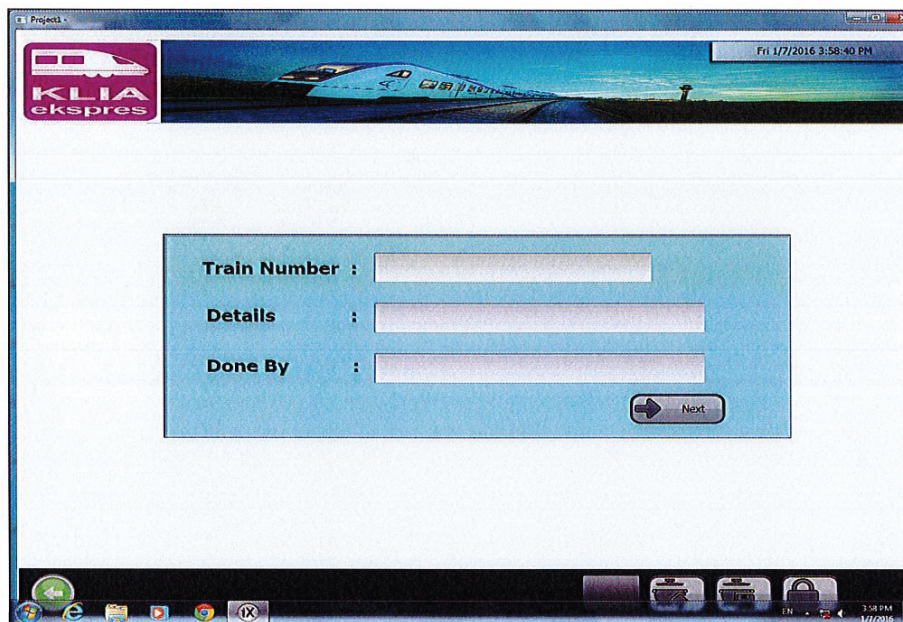 Project1 -
KLIA
ekspres
Fri 1/7/2016 3:58:40 PM
Train Number :
Details :
Done By :
Next
iX
EN
3:58 PM
1/7/2016